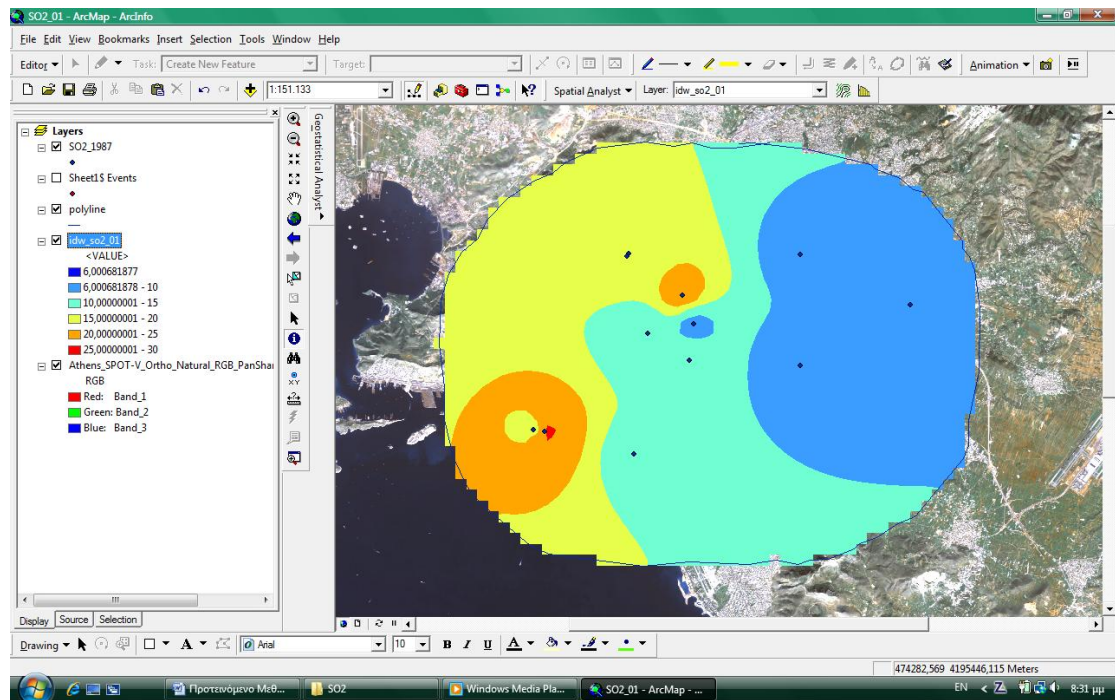 SO2_01 - ArcMap - ArcInfo
File Edit View Bookmarks Insert Selection Tools Window Help
Editor Task: Create New Feature Target: Animation
1:151.133 Spatial Analyst Layer: idw_so2_01
Geostatistical Analyst
Layers
SO2_1987
Sheet1$ Events
polyline
idw_so2_01
<VALUE>
6,000681877
6,000681878 - 10
10,00000001 - 15
15,00000001 - 20
20,00000001 - 25
25,00000001 - 30
Athens_SPOT-V_Ortho_Natural_RGB_PanShar
RGB
Red: Band_1
Green: Band_2
Blue: Band_3
Display Source Selection
Drawing A Arial 10 B I U A
474282,569 4195446,115 Meters
Προτεινόμενο Μεθ... SO2 Windows Media Pla... SO2_01 - ArcMap - ... EN 8:31 μμ